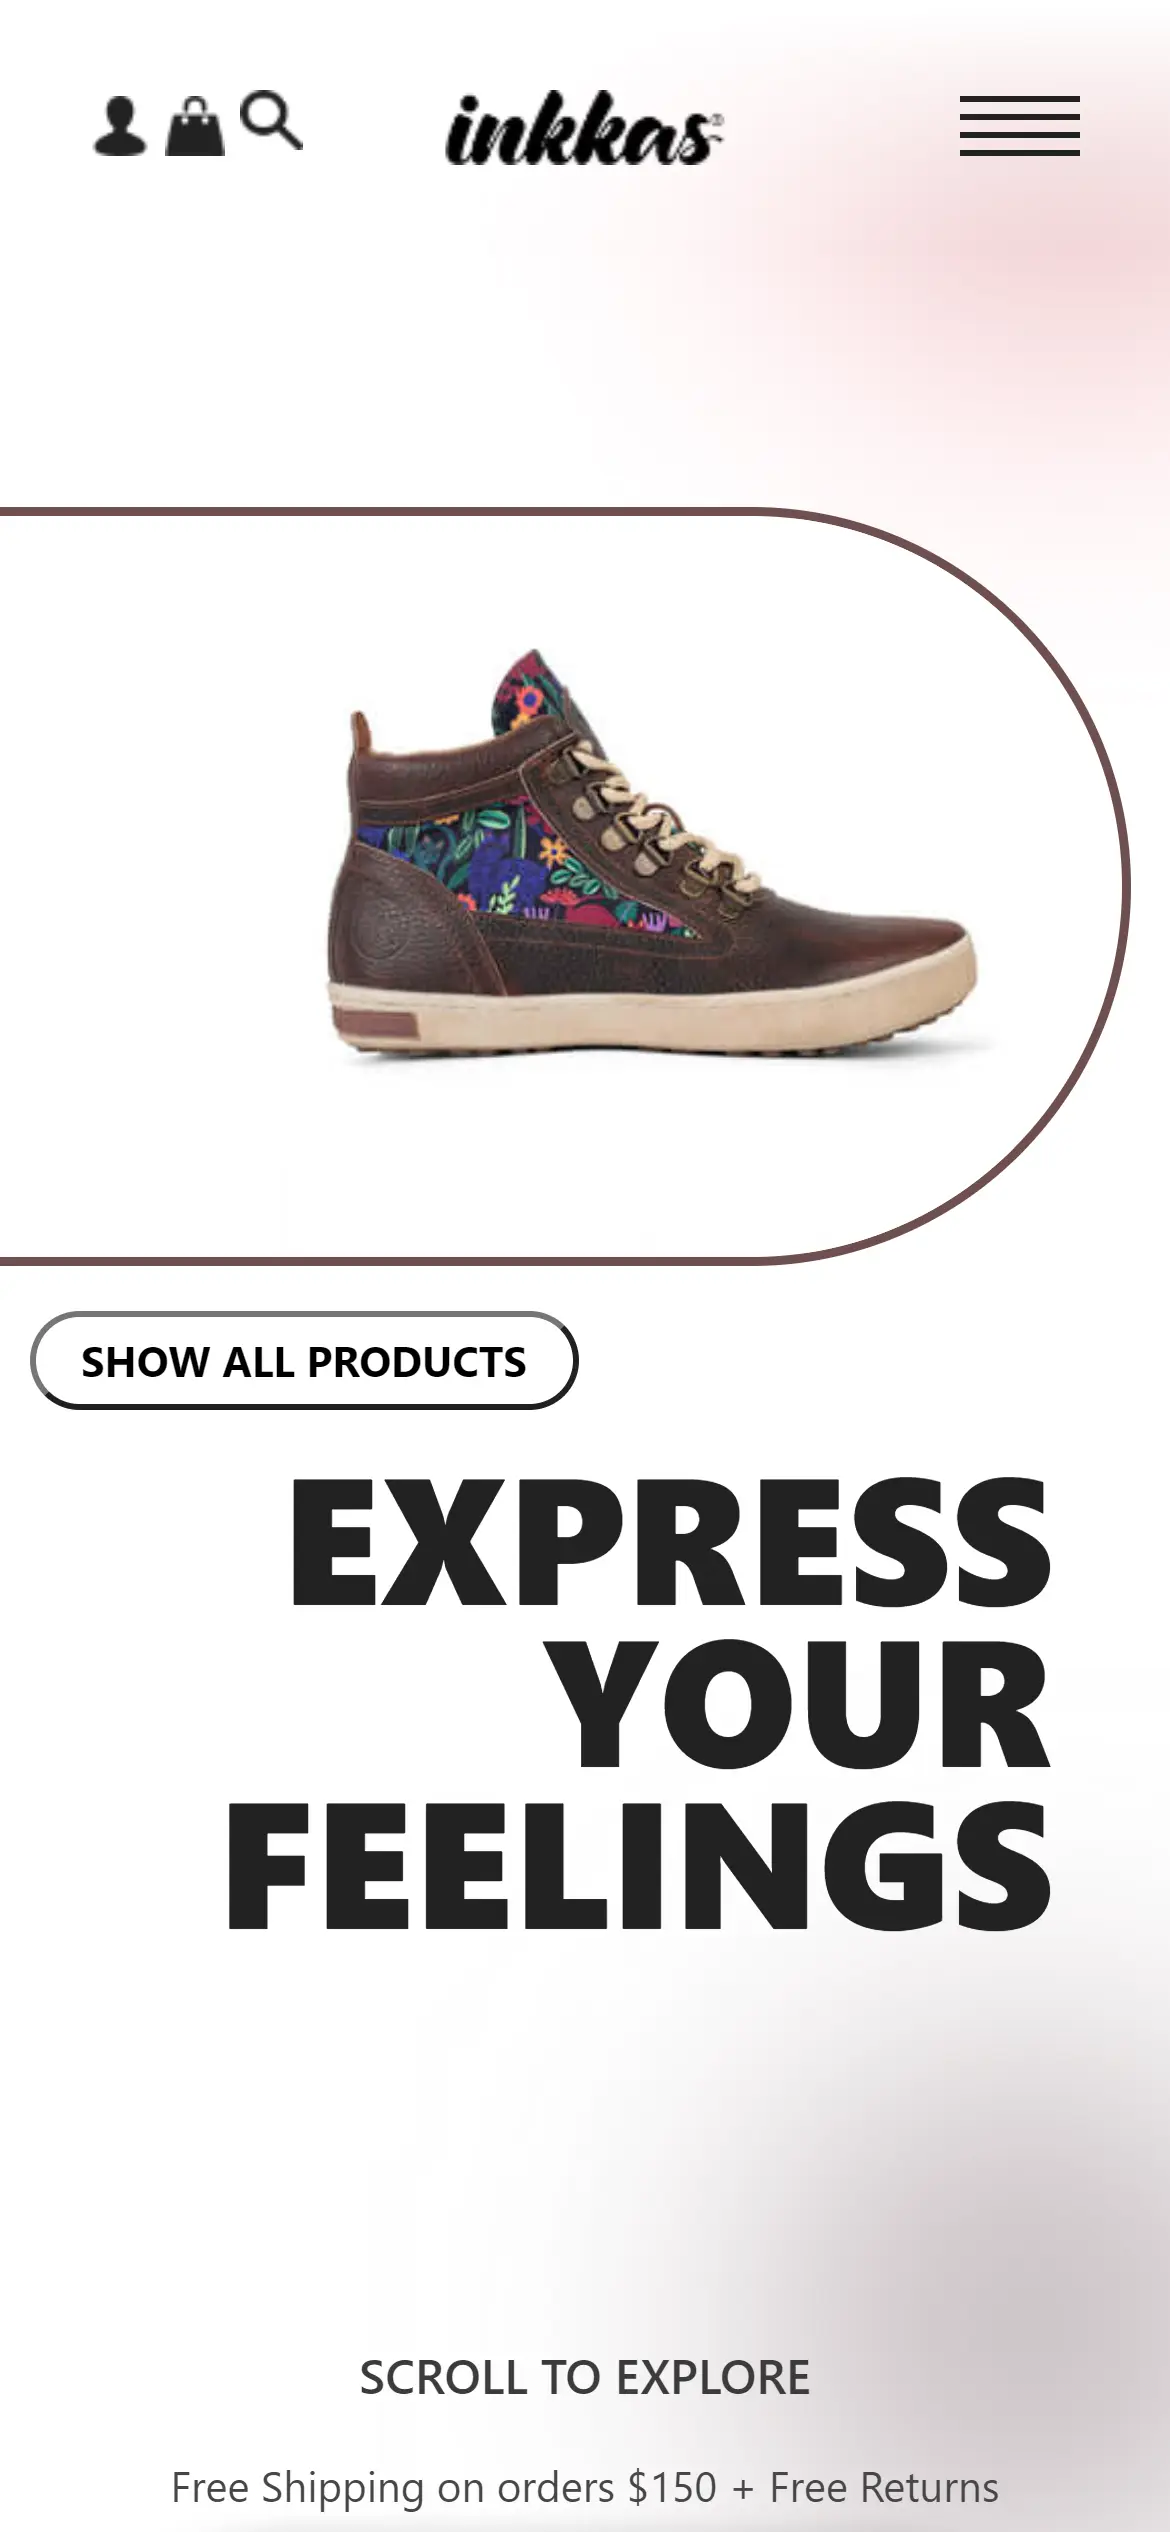 inkkas
SHOW ALL PRODUCTS
EXPRESS
YOUR
FEELINGS
SCROLL TO EXPLORE
Free Shipping on orders $150 + Free Returns